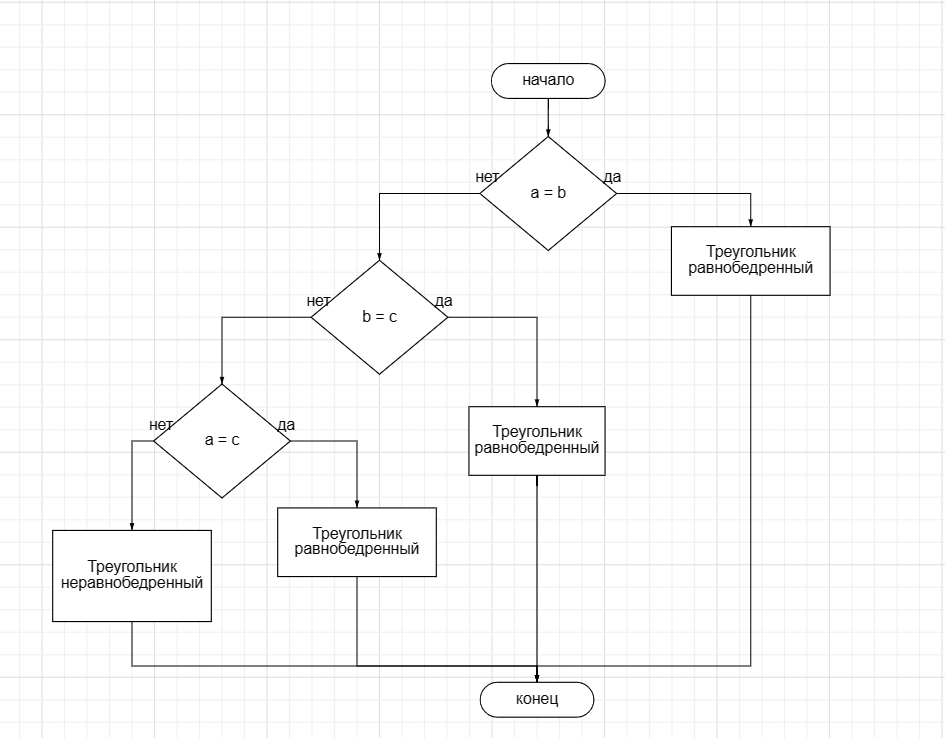 начало
нет
да
a = b
Треугольник
равнобедренный
нет
да
b = c
нет
да
a = c
Треугольник
равнобедренный
Треугольник
равнобедренный
Треугольник
неравнобедренный
конец